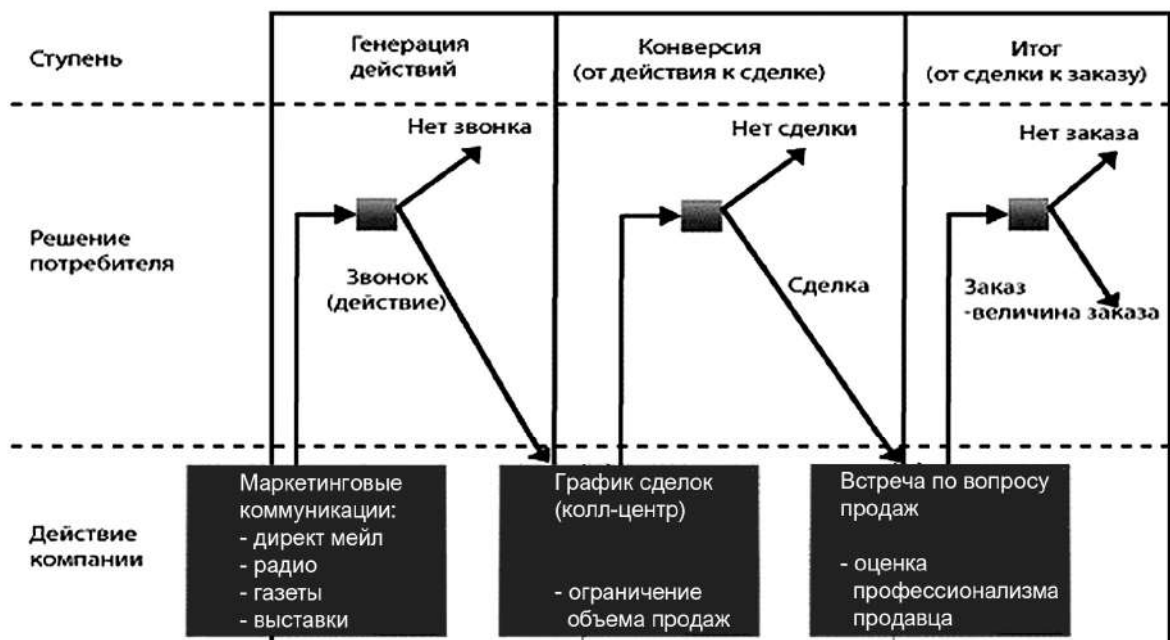 Ступень
Генерация
действий
Конверсия
(от действия к сделке)
Итог
(от сделки к заказу)
Решение
потребителя
Нет звонка
Звонок
(действие)
Нет сделки
Сделка
Нет заказа
Заказ
-величина заказа
Действие
компании
Маркетинговые
коммуникации:
- директ мейл
- радио
- газеты
- выставки
График сделок
(колл-центр)
- ограничение
объема продаж
Встреча по вопросу
продаж
- оценка
профессионализма
продавца